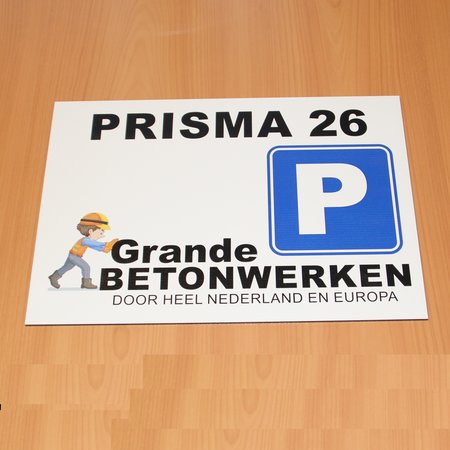 PRISMA 26
P
Grande
BETONWERKEN
DOOR HEEL NEDERLAND EN EUROPA